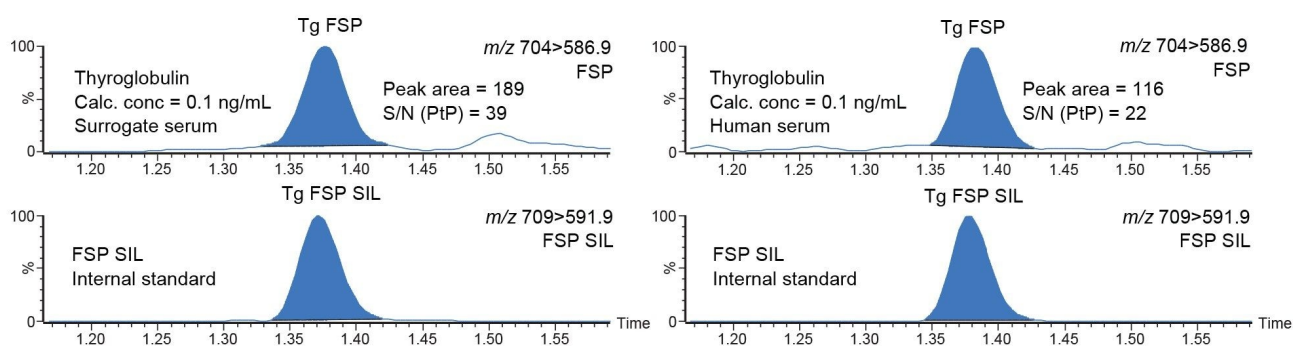 Tg FSP
100
%
0
m/z 704>586.9
FSP
Thyroglobulin
Calc. conc = 0.1 ng/mL
Surrogate serum
Peak area = 189
S/N (PtP) = 39
1.20 1.25 1.30 1.35 1.40 1.45 1.50 1.55
Tg FSP
100
%
0
m/z 704>586.9
FSP
Thyroglobulin
Calc. conc = 0.1 ng/mL
Human serum
Peak area = 116
S/N (PtP) = 22
1.20 1.25 1.30 1.35 1.40 1.45 1.50 1.55
Tg FSP SIL
100
%
0
m/z 709>591.9
FSP SIL
FSP SIL
Internal standard
1.20 1.25 1.30 1.35 1.40 1.45 1.50 1.55
Time
Tg FSP SIL
100
%
0
m/z 709>591.9
FSP SIL
FSP SIL
Internal standard
1.20 1.25 1.30 1.35 1.40 1.45 1.50 1.55
Time